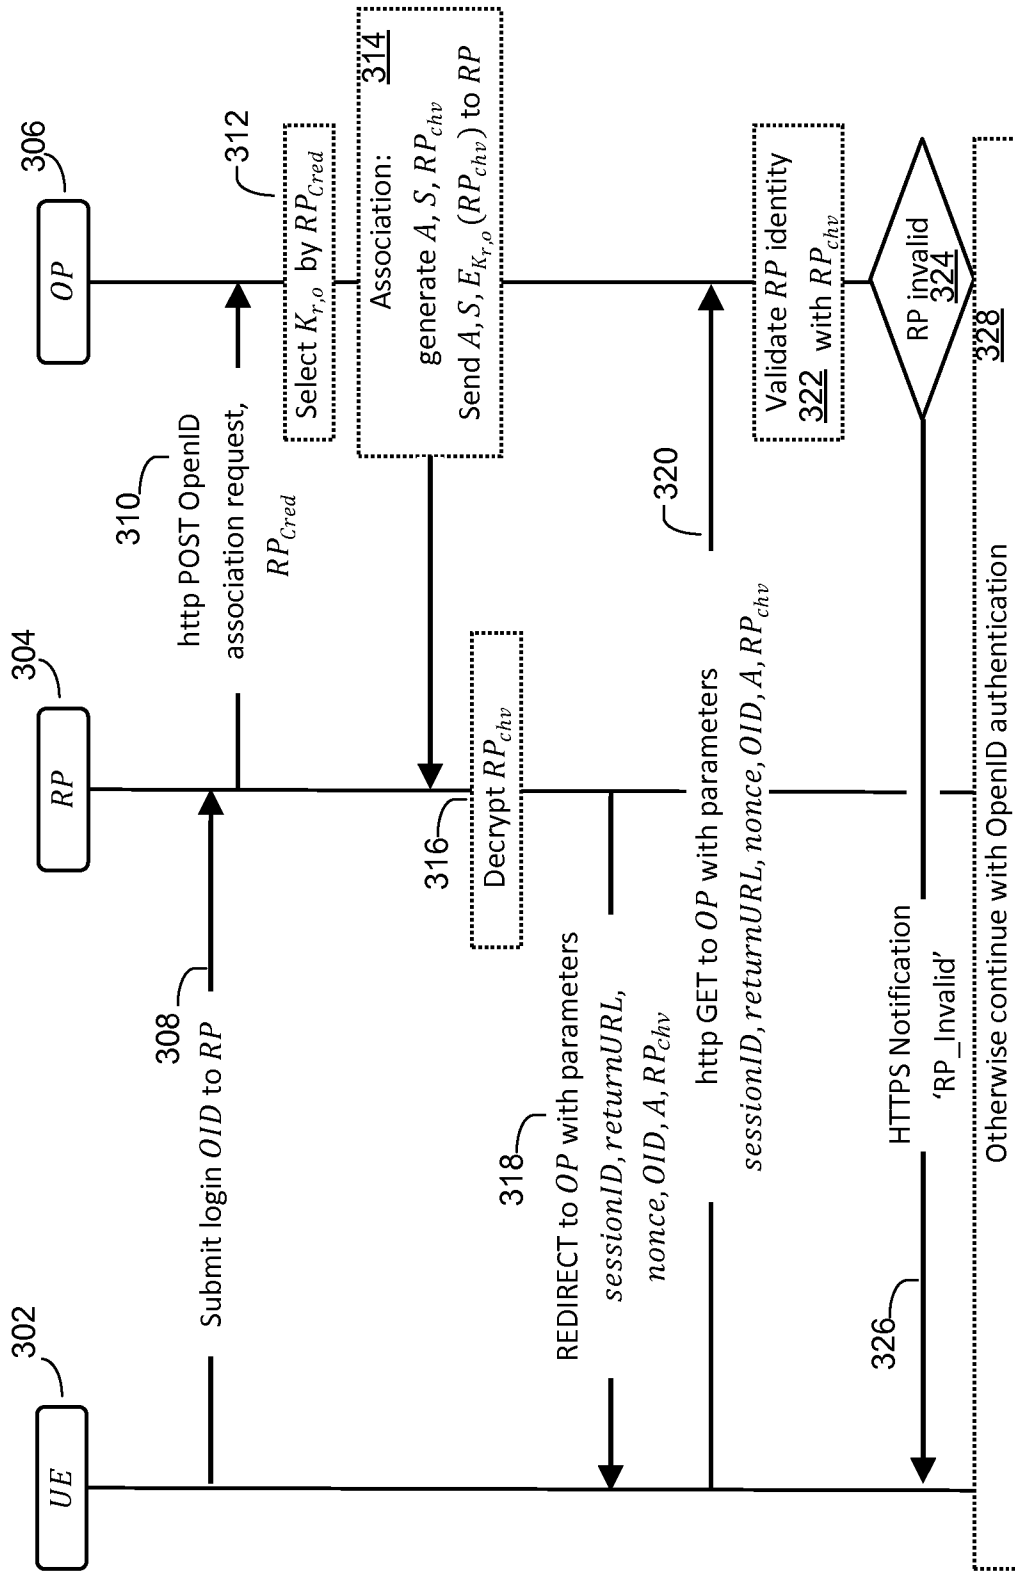 302
UE
304
RP
306
OP
308
Submit login OID to RP
310
http POST OpenID
association request,
RP_Cred
312
Select K_{r,o} by RP_Cred
314
Association:
generate A, S, RP_chv
Send A, S, E_{K_{r,o}}(RP_chv) to RP
316
Decrypt RP_chv
318
REDIRECT to OP with parameters
sessionID, returnURL,
nonce, OID, A, RP_chv
320
http GET to OP with parameters
sessionID, returnURL, nonce, OID, A, RP_chv
Validate RP identity
322 with RP_chv
RP invalid
324
326
HTTPS Notification
‘RP_Invalid’
328
Otherwise continue with OpenID authentication